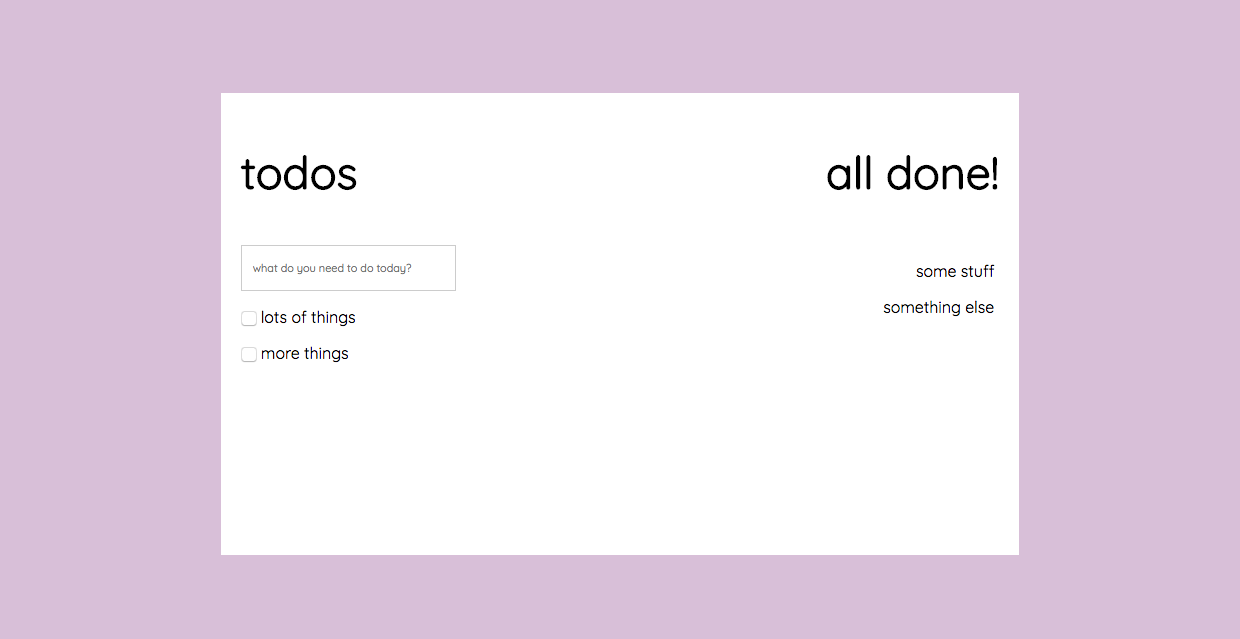 todos
what do you need to do today?
lots of things
more things
all done!
some stuff
something else